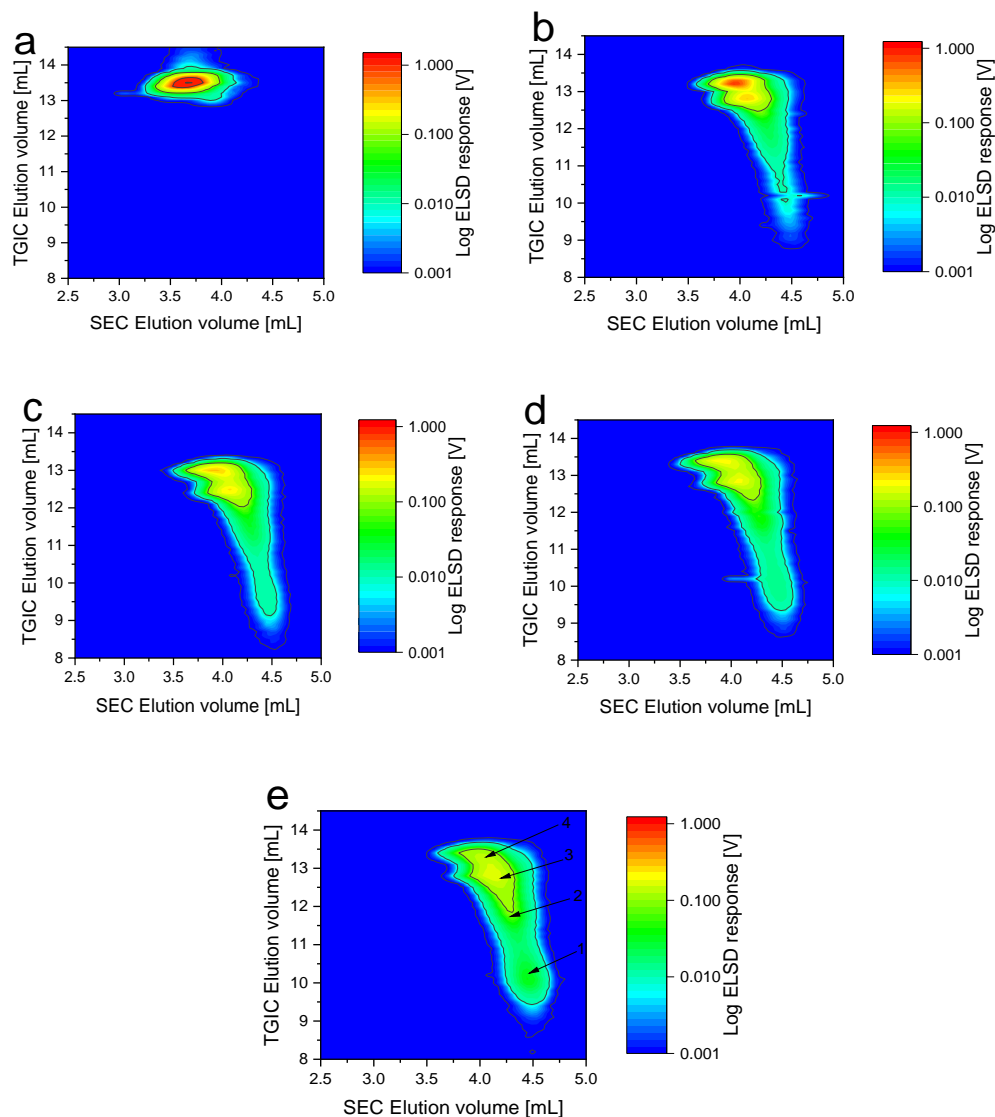 a
TGIC Elution volume [mL]
14
13
12
11
10
9
8
2.5 3.0 3.5 4.0 4.5 5.0
SEC Elution volume [mL]
1.000
0.100
0.010
0.001
Log ELSD response [V]
b
TGIC Elution volume [mL]
14
13
12
11
10
9
8
2.5 3.0 3.5 4.0 4.5 5.0
SEC Elution volume [mL]
1.000
0.100
0.010
0.001
Log ELSD response [V]
c
TGIC Elution volume [mL]
14
13
12
11
10
9
8
2.5 3.0 3.5 4.0 4.5 5.0
SEC Elution volume [mL]
1.000
0.100
0.010
0.001
Log ELSD response [V]
d
TGIC Elution volume [mL]
14
13
12
11
10
9
8
2.5 3.0 3.5 4.0 4.5 5.0
SEC Elution volume [mL]
1.000
0.100
0.010
0.001
Log ELSD response [V]
e
TGIC Elution volume [mL]
14
13
12
11
10
9
8
4
3
2
1
2.5 3.0 3.5 4.0 4.5 5.0
SEC Elution volume [mL]
1.000
0.100
0.010
0.001
Log ELSD response [V]